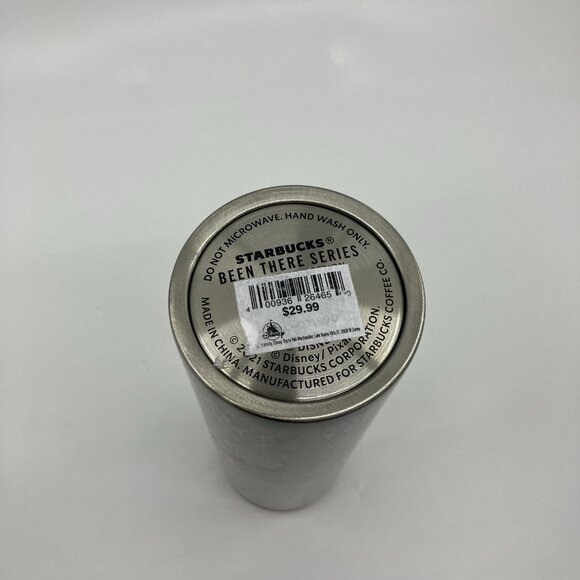 DO NOT MICROWAVE. HAND WASH ONLY.
STARBUCKS®
BEEN THERE SERIES
4 00936 26465
$29.99
© Disney/ Pixar
© 2021 STARBUCKS CORPORATION.
MADE IN CHINA. MANUFACTURED FOR STARBUCKS COFFEE CO.